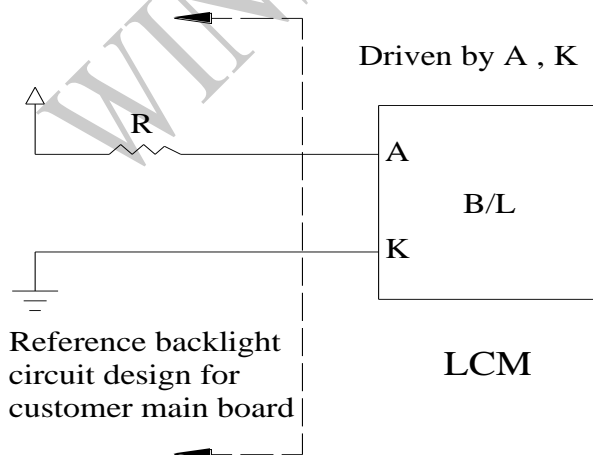 Driven by A , K
R
A
B/L
K
Reference backlight
circuit design for
customer main board
LCM